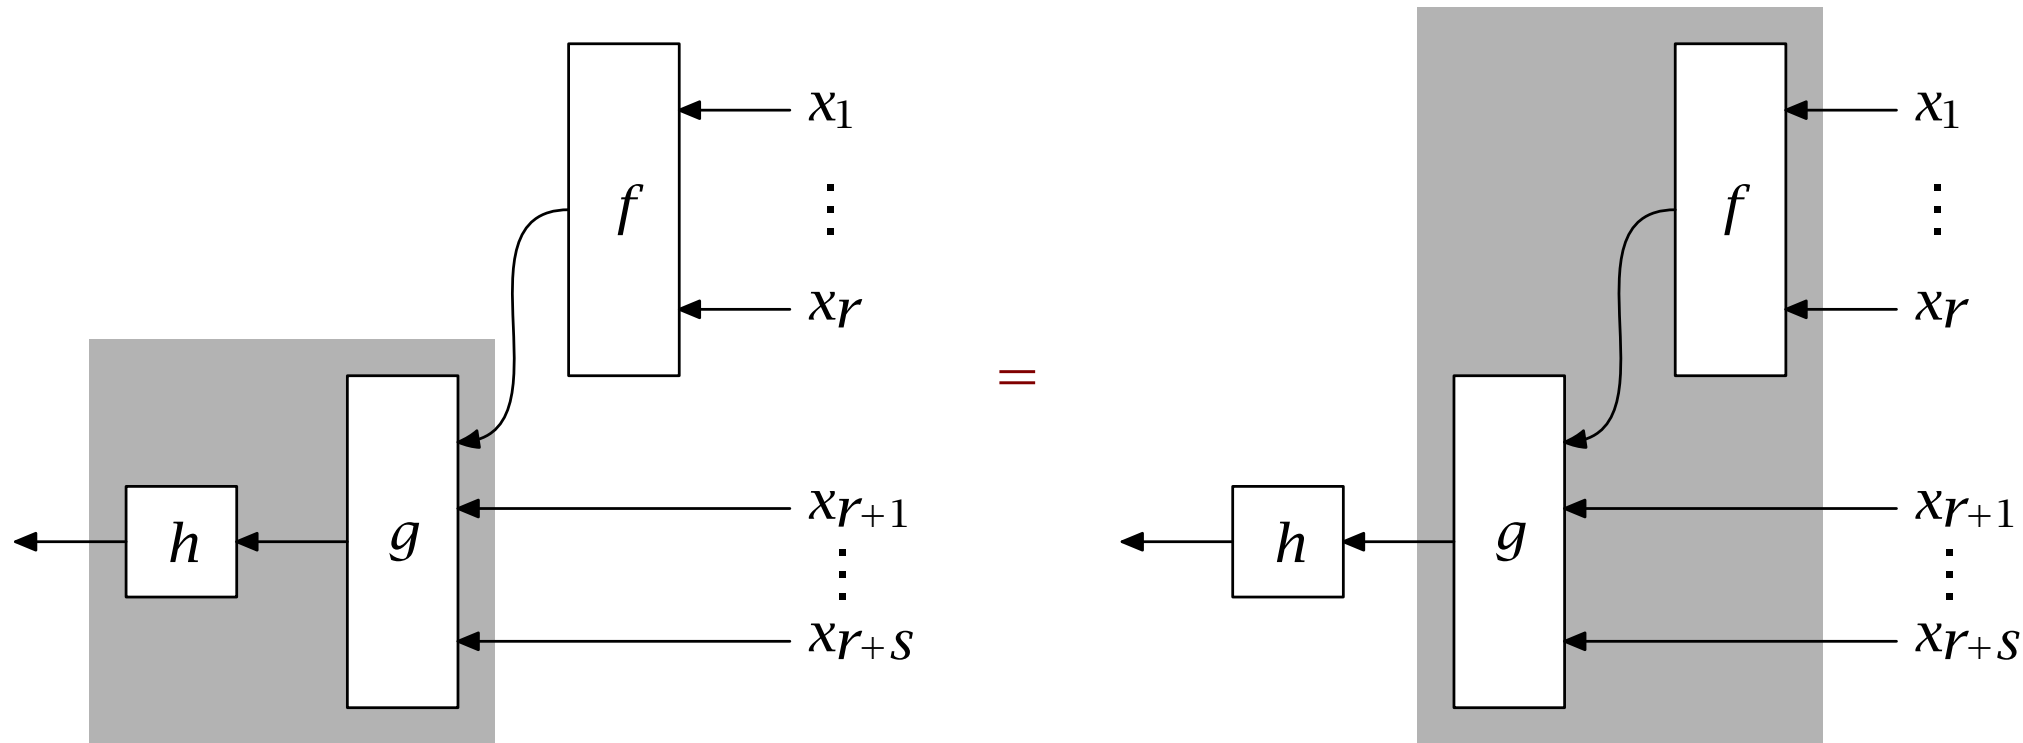 f
x₁
⋮
xᵣ
h
g
xᵣ₊₁
⋮
xᵣ₊ₛ
=
f
x₁
⋮
xᵣ
h
g
xᵣ₊₁
⋮
xᵣ₊ₛ